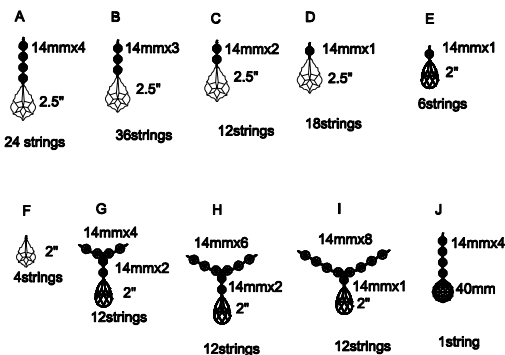 A
14mmx4
2.5"
24 strings
B
14mmx3
2.5"
36strings
C
14mmx2
2.5"
12strings
D
14mmx1
2.5"
18strings
E
14mmx1
2"
6strings
F
2"
4strings
G
14mmx4
14mmx2
2"
12strings
H
14mmx6
14mmx2
2"
12strings
I
14mmx8
14mmx1
2"
12strings
J
14mmx4
40mm
1string